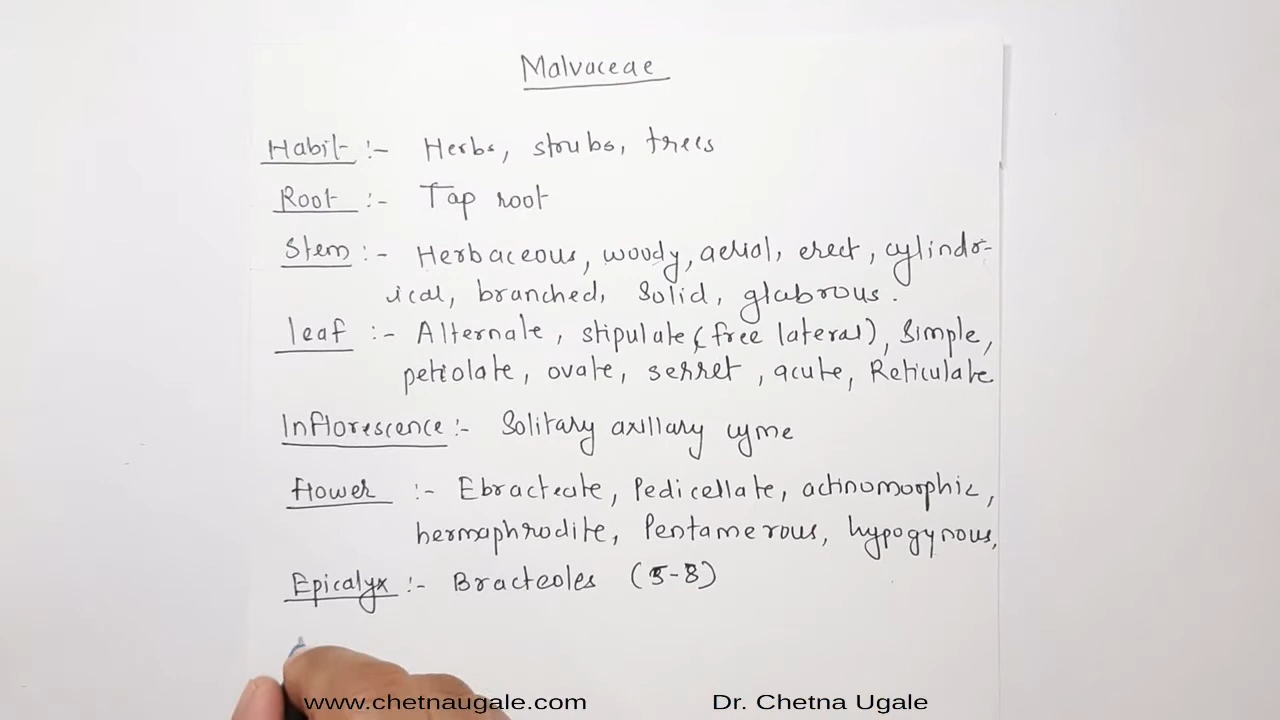 Malvaceae
Habit :- Herbs, strubs, trees
Root :- Tap root
Stem :- Herbaceous, woody, aerial, erect, cylindr-
ical, branched, Solid, glabrous.
leaf :- Alternate, stipulate (free lateral), Simple,
petiolate, ovate, serret, acute, Reticulate
Inflorescence :- Solitary axillary cyme
flower :- Ebracteate, Pedicellate, actinomorphic,
hermaphrodite, Pentamerous, hypogynous,
Epicalyx :- Bracteoles (5-8)
www.chetnaugale.com Dr. Chetna Ugale